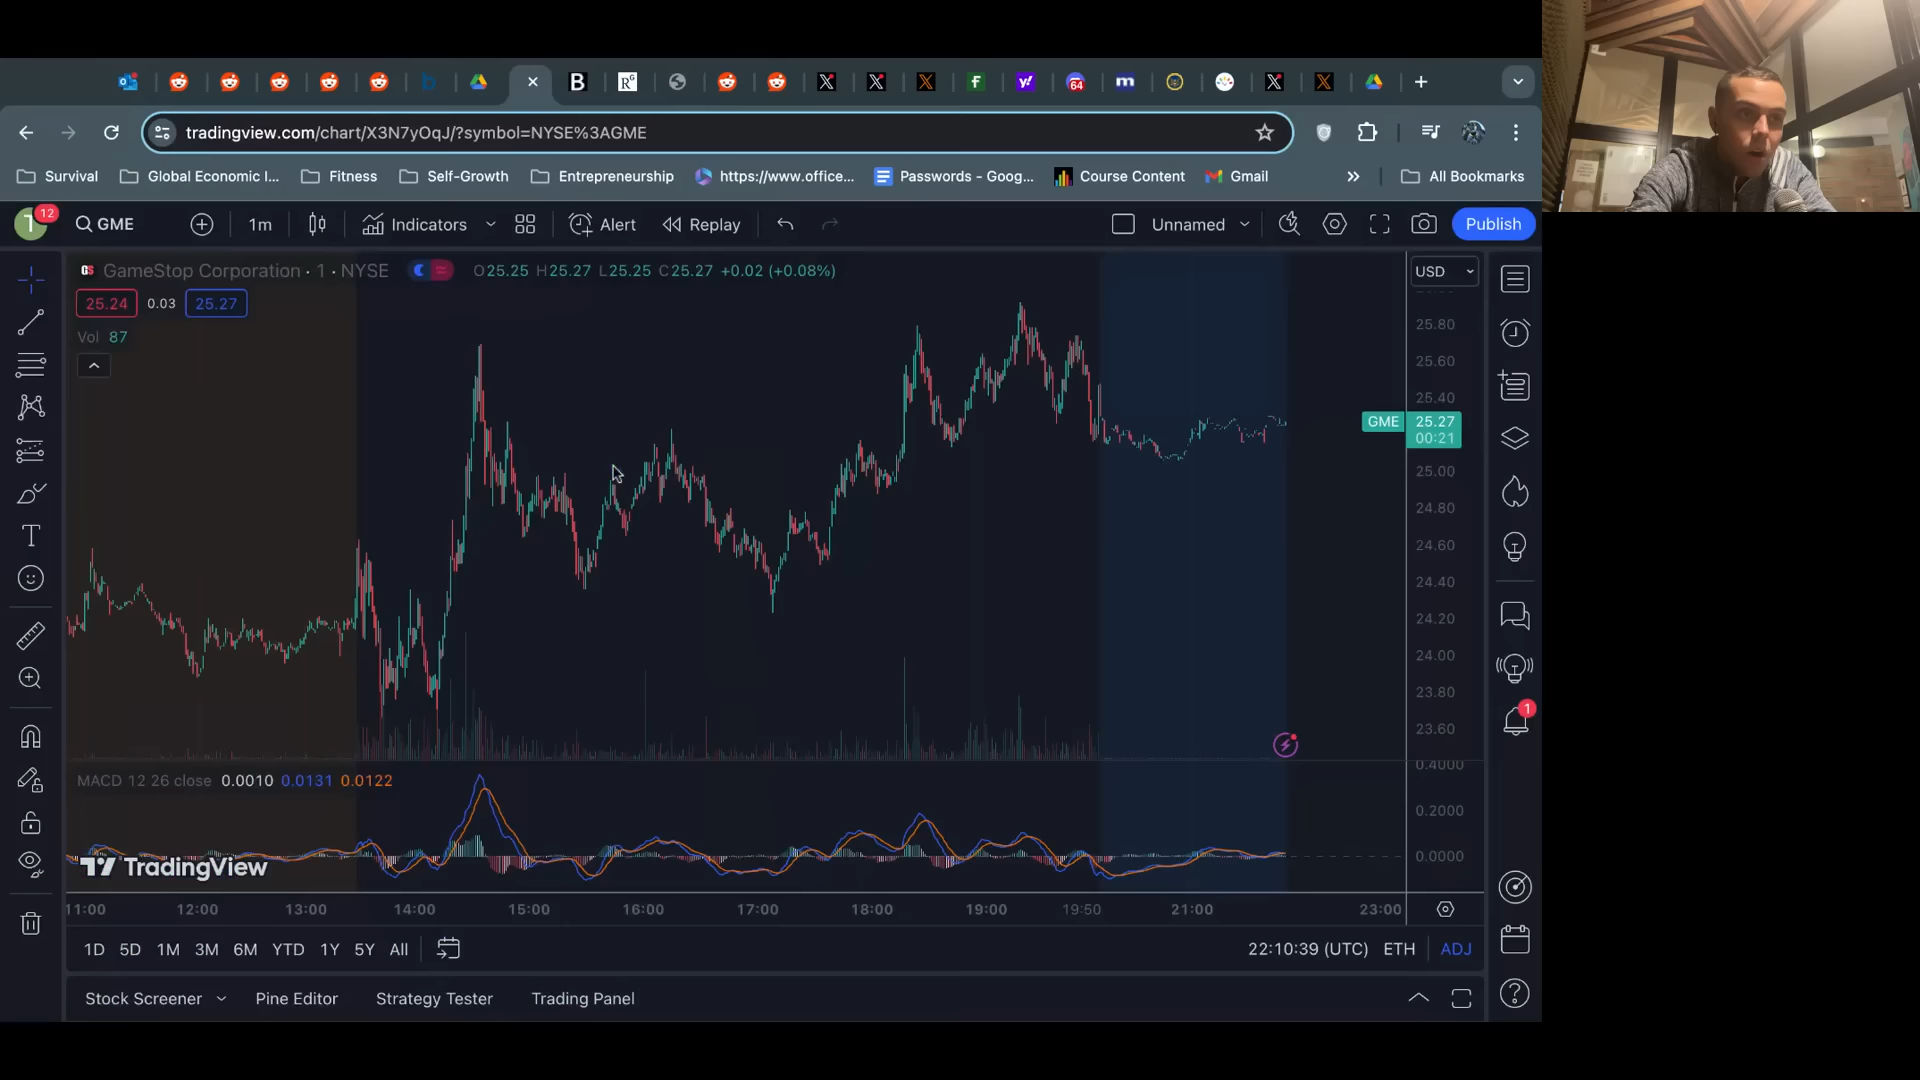 64
tradingview.com/chart/X3N7yOqJ/?symbol=NYSE%3AGME
Survival
Global Economic I...
Fitness
Self-Growth
Entrepreneurship
https://www.office...
Passwords - Goog...
Course Content
Gmail
»
All Bookmarks
12
GME
1m
Indicators
Alert
Replay
Unnamed
Publish
GameStop Corporation · 1 · NYSE
O25.25 H25.27 L25.25 C25.27 +0.02 (+0.08%)
USD
25.24 0.03 25.27
Vol 87
25.80
25.60
25.40
GME 25.27
00:21
25.00
24.80
24.60
24.40
24.20
24.00
23.80
23.60
1
0.4000
MACD 12 26 close 0.0010 0.0131 0.0122
0.2000
0.0000
TradingView
11:00 12:00 13:00 14:00 15:00 16:00 17:00 18:00 19:00 19:50 21:00 23:00
1D 5D 1M 3M 6M YTD 1Y 5Y All
22:10:39 (UTC) ETH ADJ
Stock Screener Pine Editor Strategy Tester Trading Panel